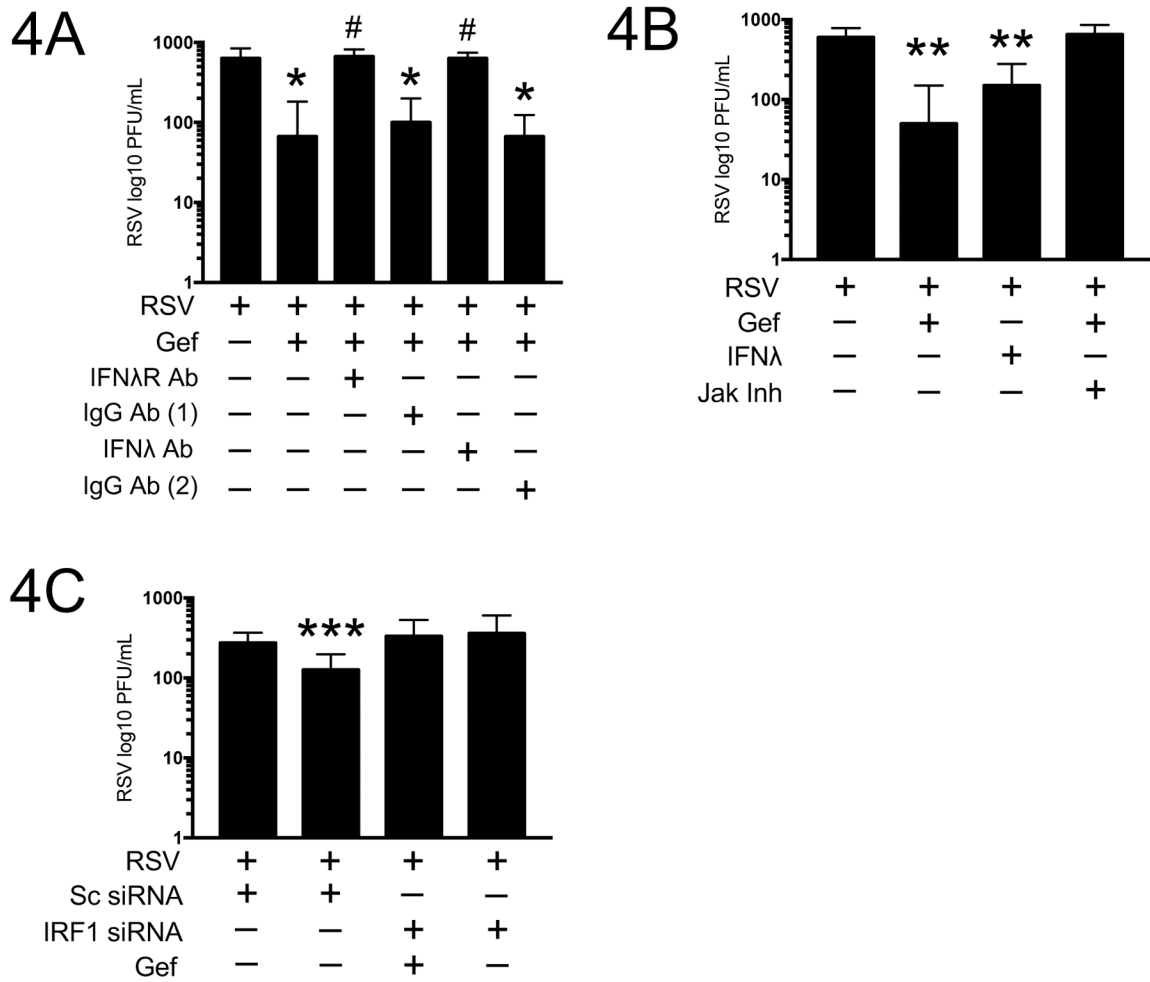 4A
RSV log10 PFU/mL
1000
100
10
1
* # * # *
RSV + + + + + +
Gef — + + + + +
IFNλR Ab — — + — — —
IgG Ab (1) — — — + — —
IFNλ Ab — — — — + —
IgG Ab (2) — — — — — +
4B
RSV log10 PFU/mL
1000
100
10
1
** **
RSV + + + +
Gef — + — +
IFNλ — — + —
Jak Inh — — — +
4C
RSV log10 PFU/mL
1000
100
10
1
***
RSV + + + +
Sc siRNA + + — —
IRF1 siRNA — — + +
Gef — — + —